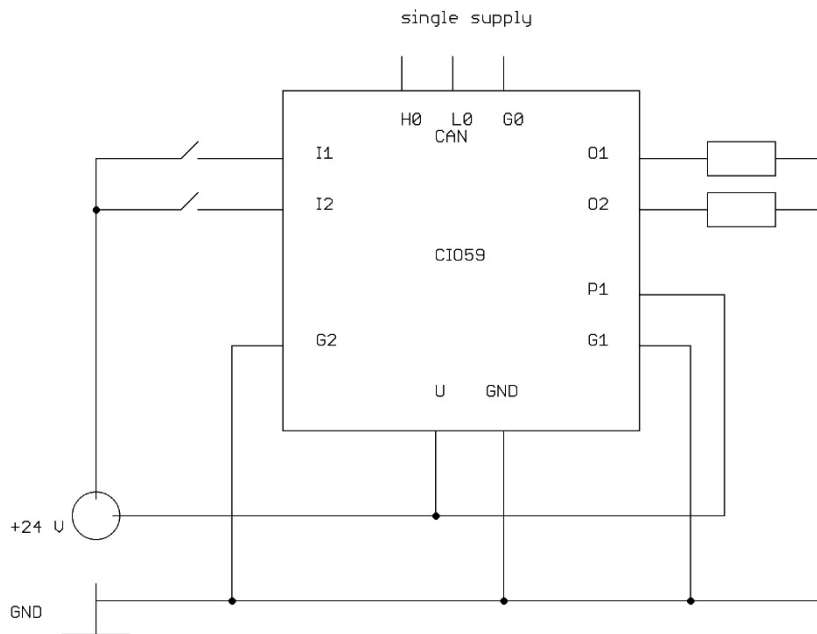 single supply
H0 L0 G0
CAN
I1 O1
I2 O2
CIO59
P1
G2 G1
U GND
+24 V
GND